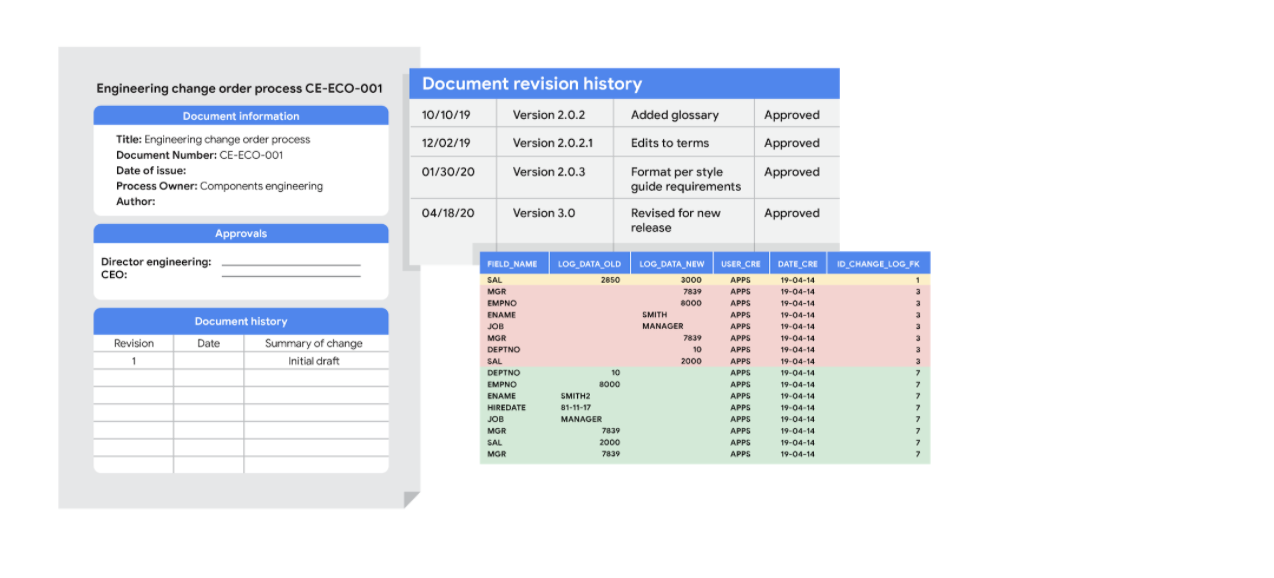 Engineering change order process CE-ECO-001
Document information
Title: Engineering change order process
Document Number: CE-ECO-001
Date of issue:
Process Owner: Components engineering
Author:
Approvals
Director engineering:
CEO:
Document history
Revision Date Summary of change
1 Initial draft
Document revision history
10/10/19 Version 2.0.2 Added glossary Approved
12/02/19 Version 2.0.2.1 Edits to terms Approved
01/30/20 Version 2.0.3 Format per style Approved
guide requirements
04/18/20 Version 3.0 Revised for new Approved
release
FIELD_NAME LOG_DATA_OLD LOG_DATA_NEW USER_CRE DATE_CRE ID_CHANGE_LOG_FK
SAL 2850 3000 APPS 19-04-14 1
MGR 7839 APPS 19-04-14 3
EMPNO 8000 APPS 19-04-14 3
ENAME SMITH APPS 19-04-14 3
JOB MANAGER APPS 19-04-14 3
MGR 7839 APPS 19-04-14 3
DEPTNO 10 APPS 19-04-14 3
SAL 2000 APPS 19-04-14 3
DEPTNO 10 APPS 19-04-14 7
EMPNO 8000 APPS 19-04-14 7
ENAME SMITH2 APPS 19-04-14 7
HIREDATE 81-11-17 APPS 19-04-14 7
JOB MANAGER APPS 19-04-14 7
MGR 7839 APPS 19-04-14 7
SAL 2000 APPS 19-04-14 7
MGR 7839 APPS 19-04-14 7